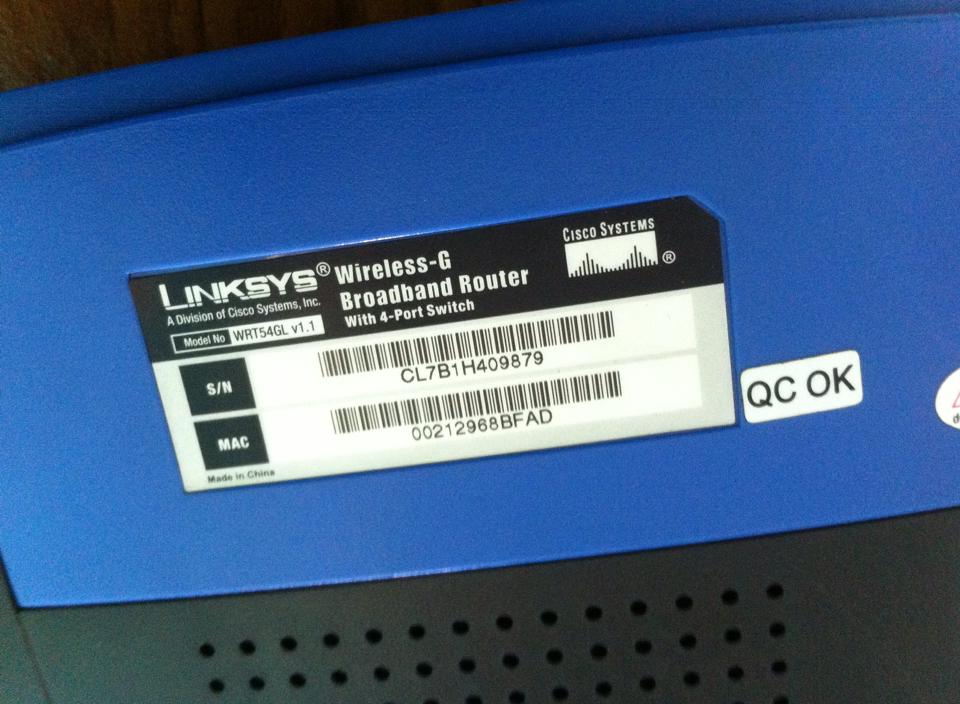 LINKSYS® Wireless-G
Broadband Router
With 4-Port Switch
A Division of Cisco Systems, Inc.
Model No WRT54GL v1.1
CISCO SYSTEMS
®
S/N
CL7B1H409879
MAC
00212968BFAD
Made in China
QC OK